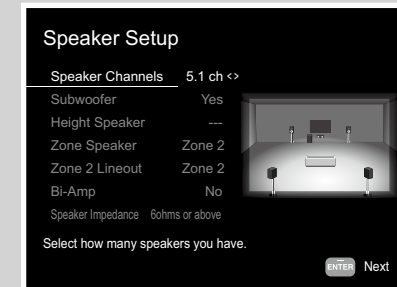 Speaker Setup
Speaker Channels 5.1 ch <>
Subwoofer Yes
Height Speaker ---
Zone Speaker Zone 2
Zone 2 Lineout Zone 2
Bi-Amp No
Speaker Impedance 6ohms or above
Select how many speakers you have.
ENTER Next